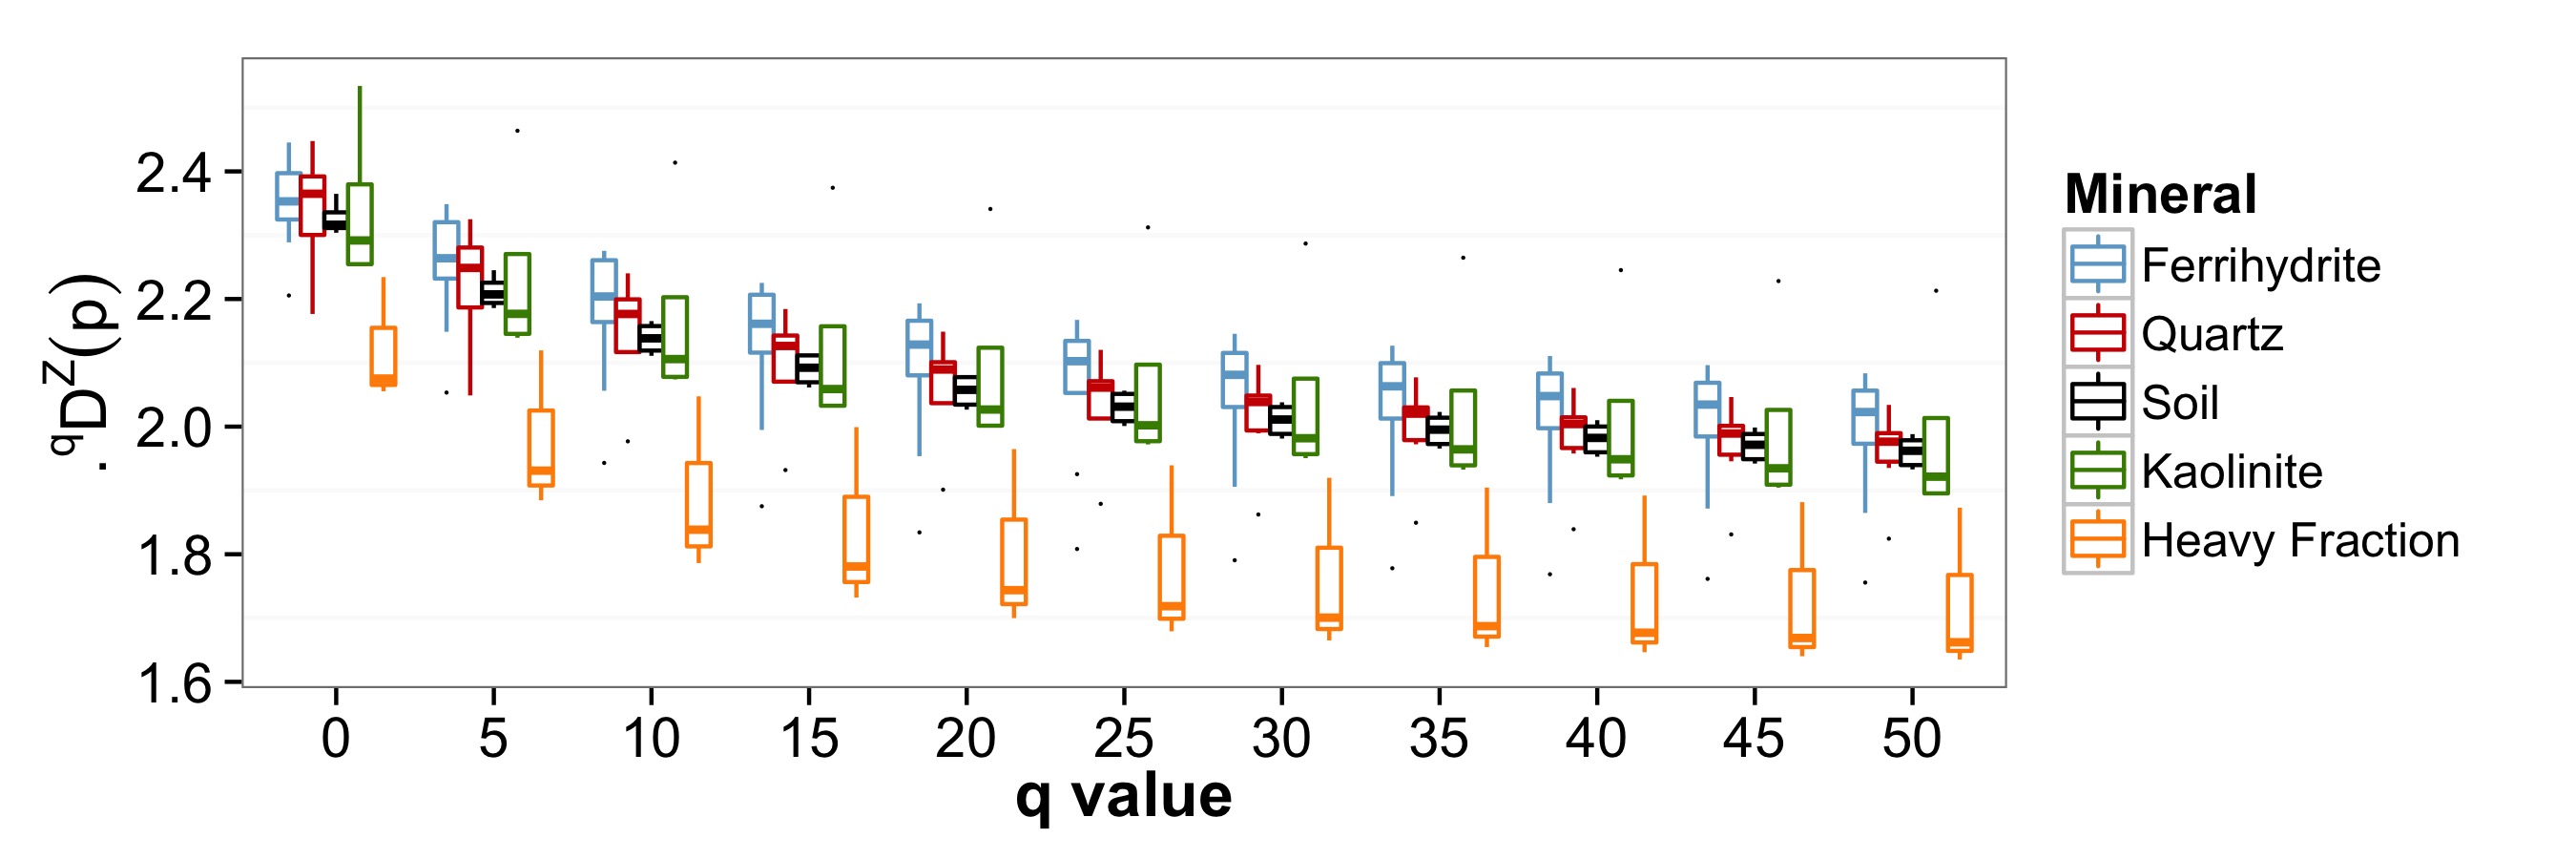 . qDZ(p)
2.4
2.2
2.0
1.8
1.6
0 5 10 15 20 25 30 35 40 45 50
q value
Mineral
Ferrihydrite
Quartz
Soil
Kaolinite
Heavy Fraction